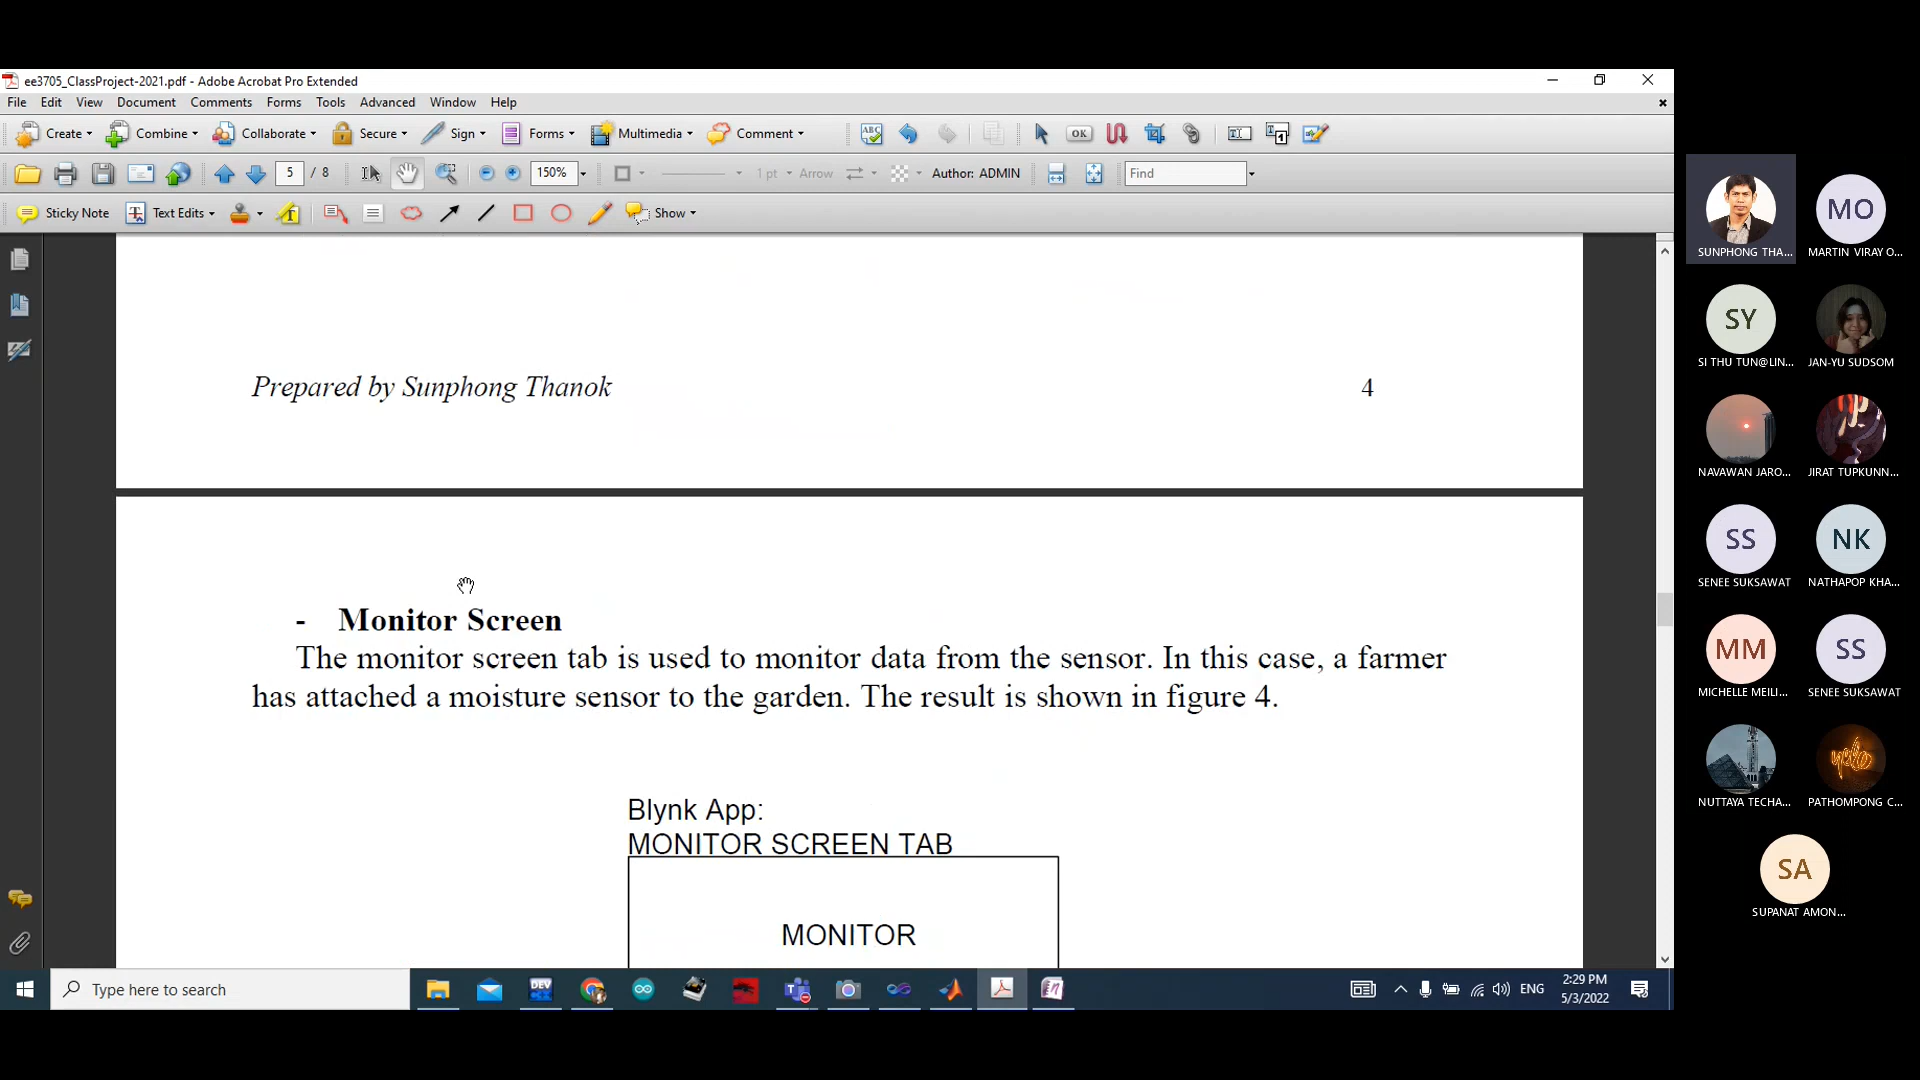 ee3705_ClassProject-2021.pdf - Adobe Acrobat Pro Extended
File Edit View Document Comments Forms Tools Advanced Window Help
Create Combine Collaborate Secure Sign Forms Multimedia Comment
5 / 8 150% 1 pt Arrow Author: ADMIN Find
Sticky Note Text Edits Show
Prepared by Sunphong Thanok 4
- Monitor Screen
The monitor screen tab is used to monitor data from the sensor. In this case, a farmer
has attached a moisture sensor to the garden. The result is shown in figure 4.
Blynk App:
MONITOR SCREEN TAB
MONITOR
Type here to search
DEV
ENG
2:29 PM
5/3/2022
MO
SUNPHONG THA... MARTIN VIRAY O...
SY
SI THU TUN@LIN... JAN-YU SUDSOM
NAVAWAN JARO... JIRAT TUPKUNN...
SS NK
SENEE SUKSAWAT NATHAPOP KHA...
MM SS
MICHELLE MEILI... SENEE SUKSAWAT
NUTTAYA TECHA... PATHOMPONG C...
SA
SUPANAT AMON...